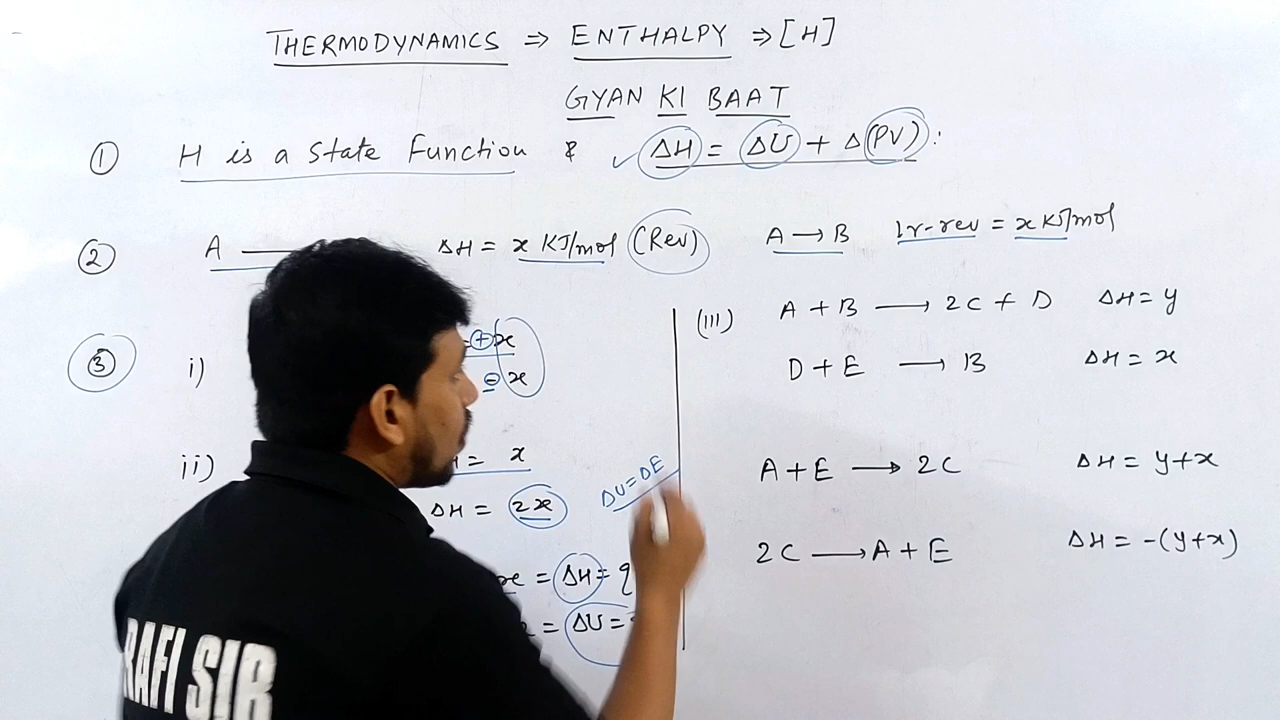 THERMODYNAMICS ⇒ ENTHALPY ⇒ [H]
GYAN KI BAAT
① H is a State Function & ✓ ΔH = ΔU + Δ(PV):
② A ΔH = x KJ/mol (Rev) A → B Ir-rev = x KJ/mol
③ i) + x
- x
ii) = x
ΔH = 2x
ΔU = ΔE
= ΔH = q
= ΔU =
(III) A + B → 2C + D ΔH = y
D + E → B ΔH = x
A + E → 2C ΔH = y+x
2C → A + E ΔH = -(y+x)
RAFI SIR